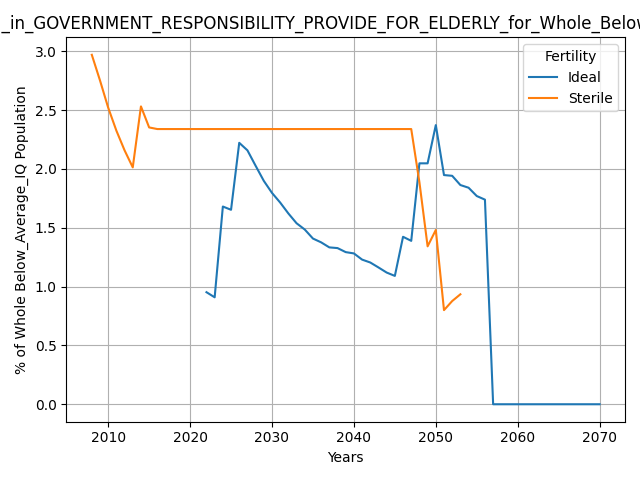 _in_GOVERNMENT_RESPONSIBILITY_PROVIDE_FOR_ELDERLY_for_Whole_Below
% of Whole Below_Average_IQ Population
3.0
2.5
2.0
1.5
1.0
0.5
0.0
Fertility
Ideal
Sterile
2010 2020 2030 2040 2050 2060 2070
Years